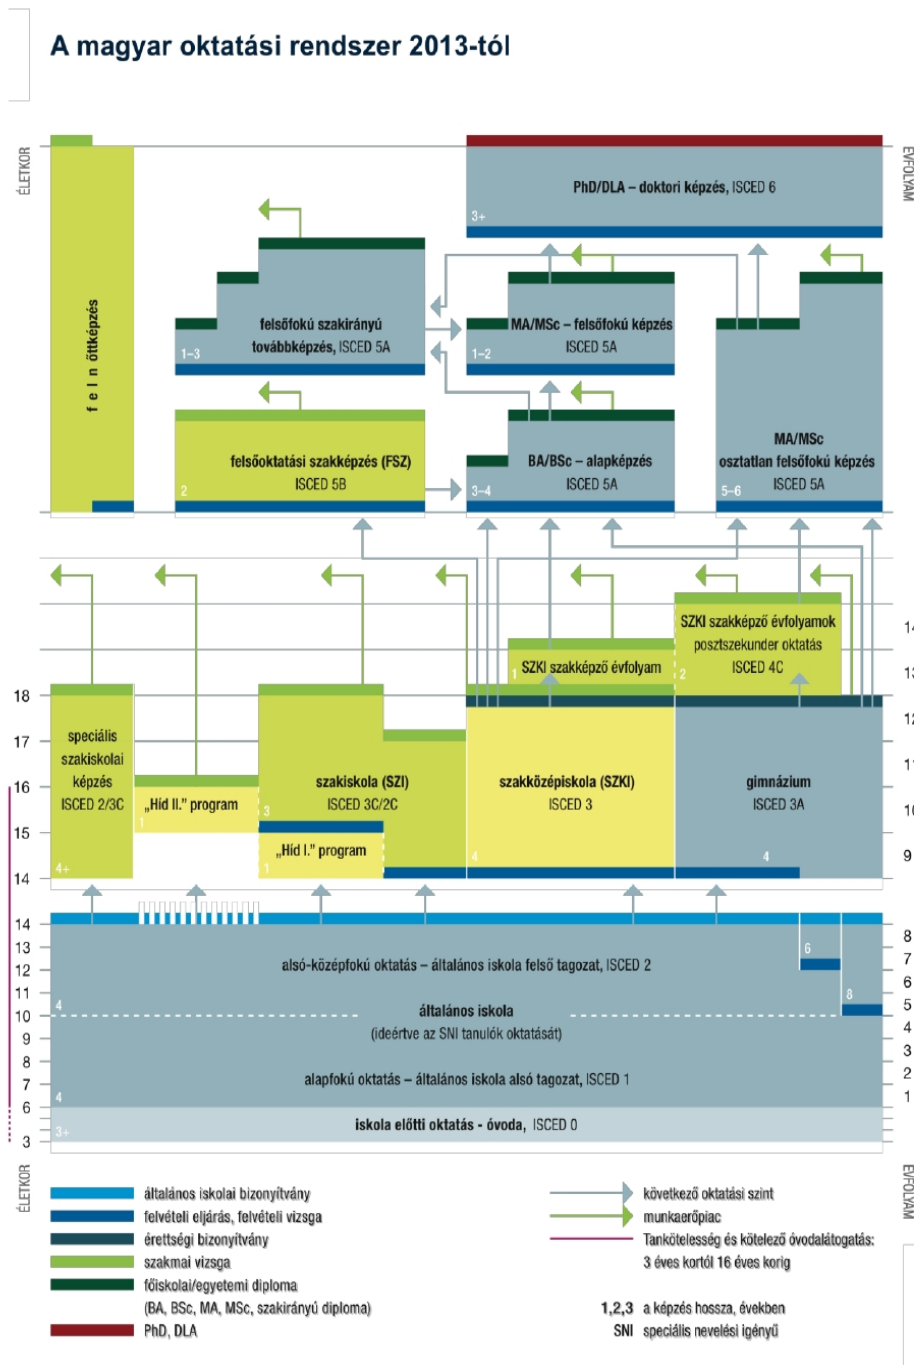 A magyar oktatási rendszer 2013-tól
ÉLETKOR
ÉVFOLYAM
PhD/DLA – doktori képzés, ISCED 6
3+
felnőttképzés
felsőfokú szakirányú
továbbképzés, ISCED 5A
1–3
MA/MSc – felsőfokú képzés
ISCED 5A
1–2
felsőoktatási szakképzés (FSZ)
ISCED 5B
2
BA/BSc – alapképzés
ISCED 5A
3–4
MA/MSc
osztatlan felsőfokú képzés
ISCED 5A
5–6
SZKI szakképző évfolyam
1
SZKI szakképző évfolyamok
posztszekunder oktatás
ISCED 4C
2
14
13
12
11
10
9
18
17
16
15
14
speciális
szakiskolai
képzés
ISCED 2/3C
4+
„Híd II.” program
1
szakiskola (SZI)
ISCED 3C/2C
3
„Híd I.” program
1
szakközépiskola (SZKI)
ISCED 3
4
gimnázium
ISCED 3A
4
14
13
12
11
10
9
8
7
6
3
8
7
6
5
4
3
2
1
6
8
alsó-középfokú oktatás – általános iskola felső tagozat, ISCED 2
4
általános iskola
(ideértve az SNI tanulók oktatását)
alapfokú oktatás – általános iskola alsó tagozat, ISCED 1
4
iskola előtti oktatás - óvoda, ISCED 0
3+
ÉLETKOR
ÉVFOLYAM
általános iskolai bizonyítvány
felvételi eljárás, felvételi vizsga
érettségi bizonyítvány
szakmai vizsga
főiskolai/egyetemi diploma
(BA, BSc, MA, MSc, szakirányú diploma)
PhD, DLA
következő oktatási szint
munkaerőpiac
Tankötelesség és kötelező óvodalátogatás:
3 éves kortól 16 éves korig
1,2,3 a képzés hossza, években
SNI speciális nevelési igényű